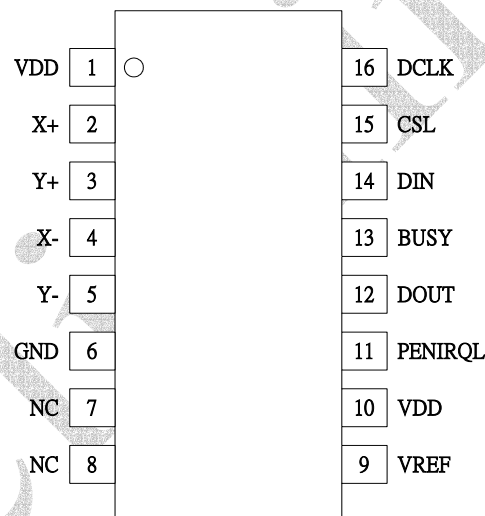 VDD 1 16 DCLK
X+ 2 15 CSL
Y+ 3 14 DIN
X- 4 13 BUSY
Y- 5 12 DOUT
GND 6 11 PENIRQL
NC 7 10 VDD
NC 8 9 VREF